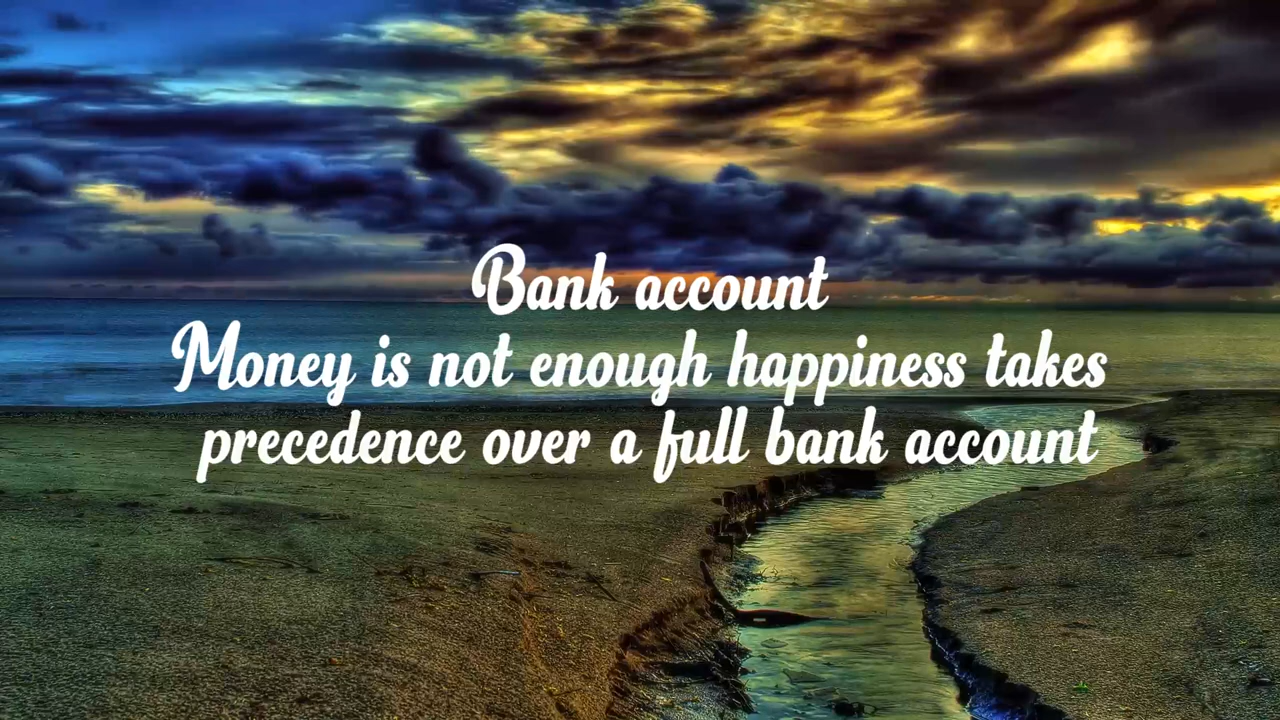 Bank account
Money is not enough happiness takes
precedence over a full bank account